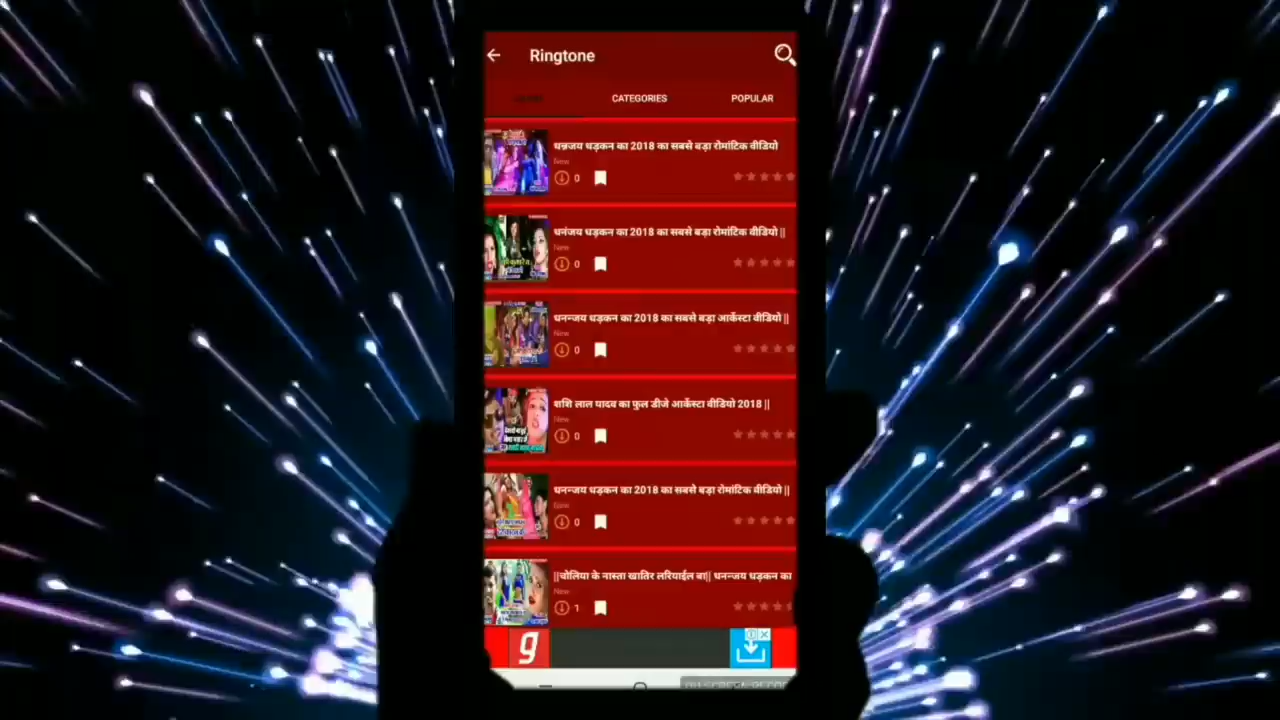 Ringtone
CATEGORIES
POPULAR
धन्नजय धड़कन का 2018 का सबसे बड़ा रोमांटिक वीडियो
New
0
धनंजय धड़कन का 2018 का सबसे बड़ा रोमांटिक वीडियो ||
New
0
धनन्जय धड़कन का 2018 का सबसे बड़ा आर्केस्टा वीडियो ||
New
0
शशि लाल यादव का फुल डीजे आर्केस्टा वीडियो 2018 ||
New
0
धनन्जय धड़कन का 2018 का सबसे बड़ा रोमांटिक वीडियो ||
New
0
||चोलिया के नास्ता खातिर लरियाईल बा|| धनन्जय धड़कन का
New
1
g